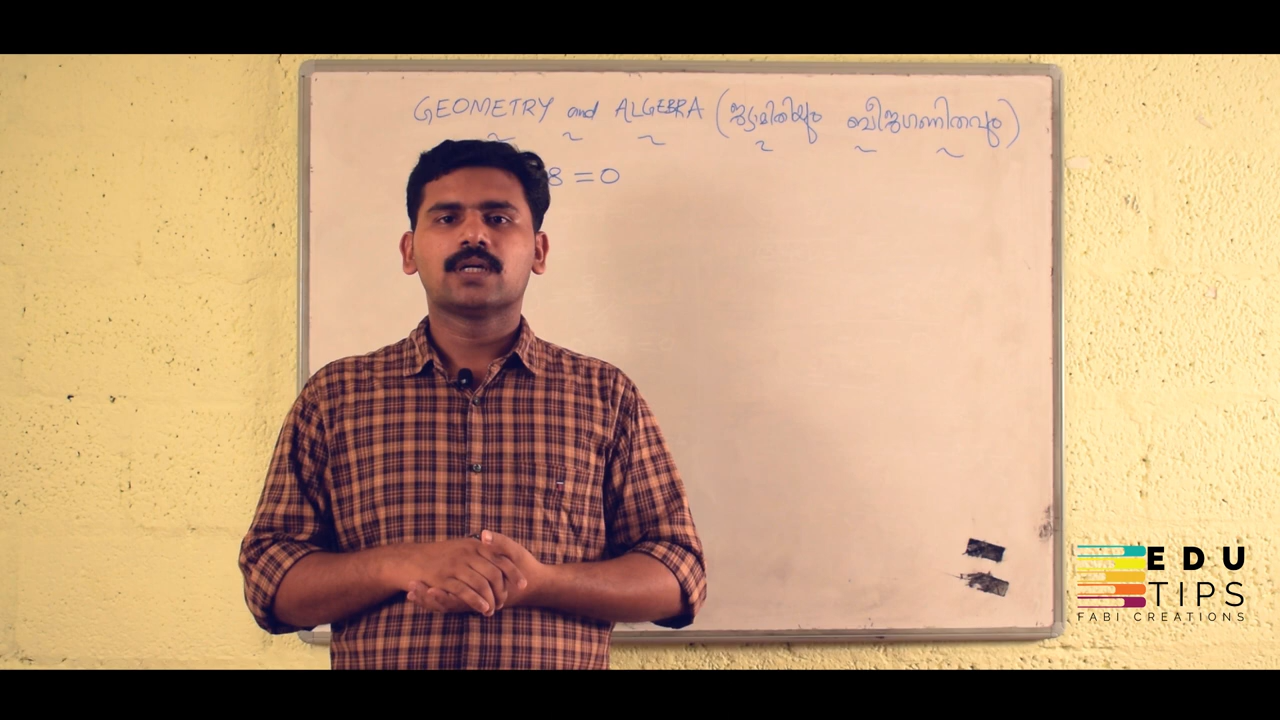 GEOMETRY and ALGEBRA (ജ്യാമിതിയും ബീജഗണിതവും)
8 = 0
EDU
TIPS
FABI CREATIONS